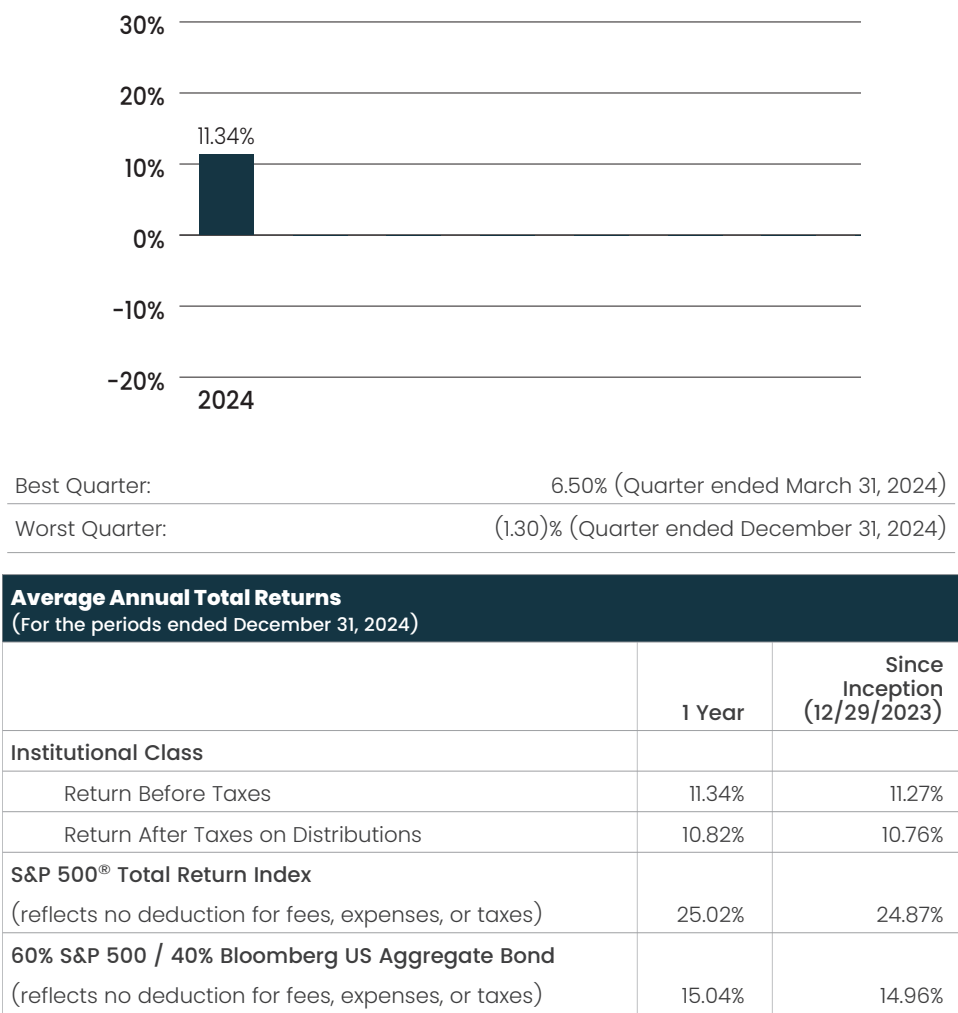 30%
20%
11.34%
10%
0%
-10%
-20%
2024
Best Quarter: 6.50% (Quarter ended March 31, 2024)
Worst Quarter: (1.30)% (Quarter ended December 31, 2024)
Average Annual Total Returns
(For the periods ended December 31, 2024)
Since
Inception
1 Year (12/29/2023)
Institutional Class
Return Before Taxes 11.34% 11.27%
Return After Taxes on Distributions 10.82% 10.76%
S&P 500® Total Return Index
(reflects no deduction for fees, expenses, or taxes) 25.02% 24.87%
60% S&P 500 / 40% Bloomberg US Aggregate Bond
(reflects no deduction for fees, expenses, or taxes) 15.04% 14.96%